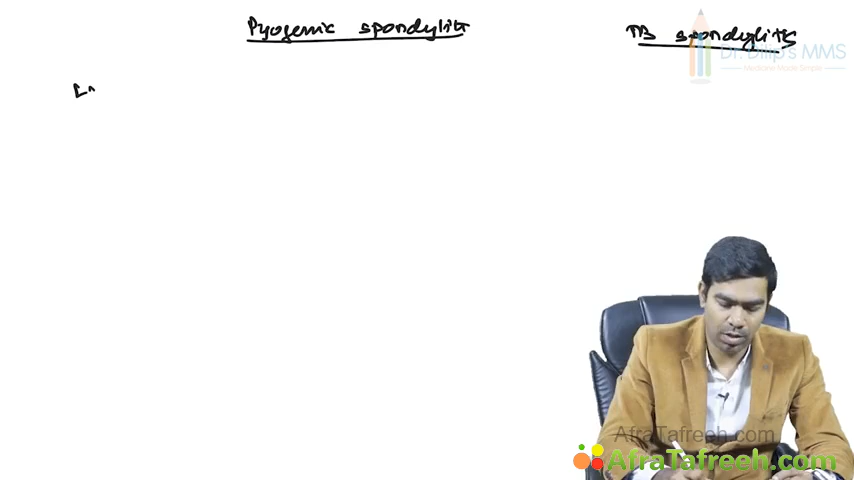 Pyogenic spondylitis
TB spondylitis
Dr. Dilip's MMS
Medicine Made Simple
AfraTafreeh.com
AfraTafreeh.com